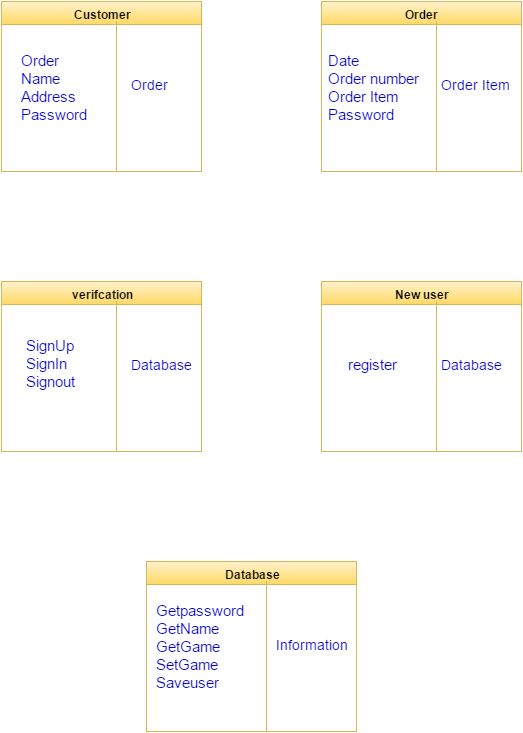 Customer
Order
Name
Address
Password
Order
Order
Date
Order number
Order Item
Password
Order Item
verifcation
SignUp
SignIn
Signout
Database
New user
register
Database
Database
Getpassword
GetName
GetGame
SetGame
Saveuser
Information